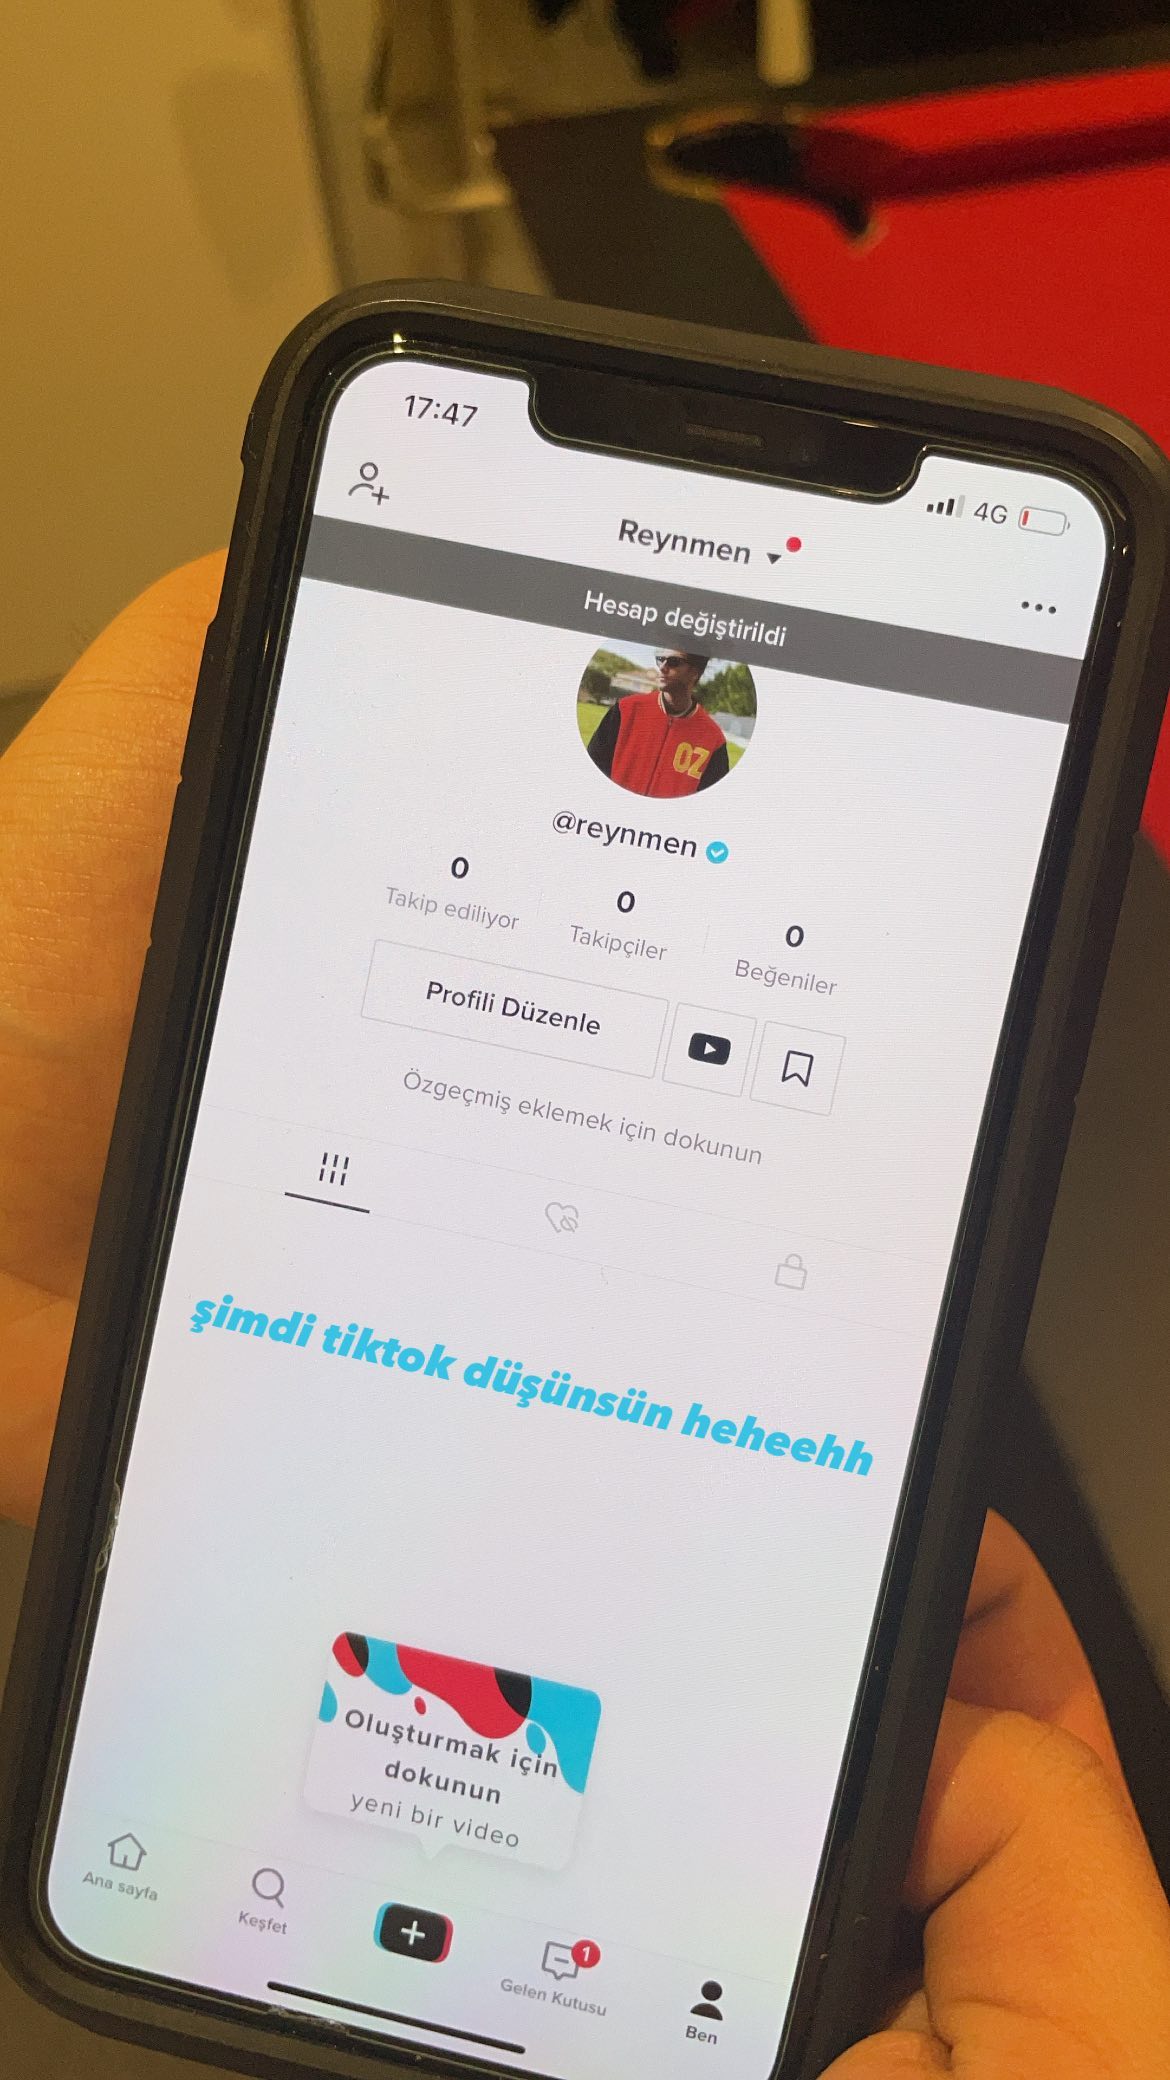 17:47
4G
Reynmen
Hesap değiştirildi
OZ
@reynmen
0
Takip ediliyor
0
Takipçiler
0
Beğeniler
Profili Düzenle
Özgeçmiş eklemek için dokunun
şimdi tiktok düşünsün heheehh
Oluşturmak için
dokunun
yeni bir video
Ana sayfa
Keşfet
1
Gelen Kutusu
Ben